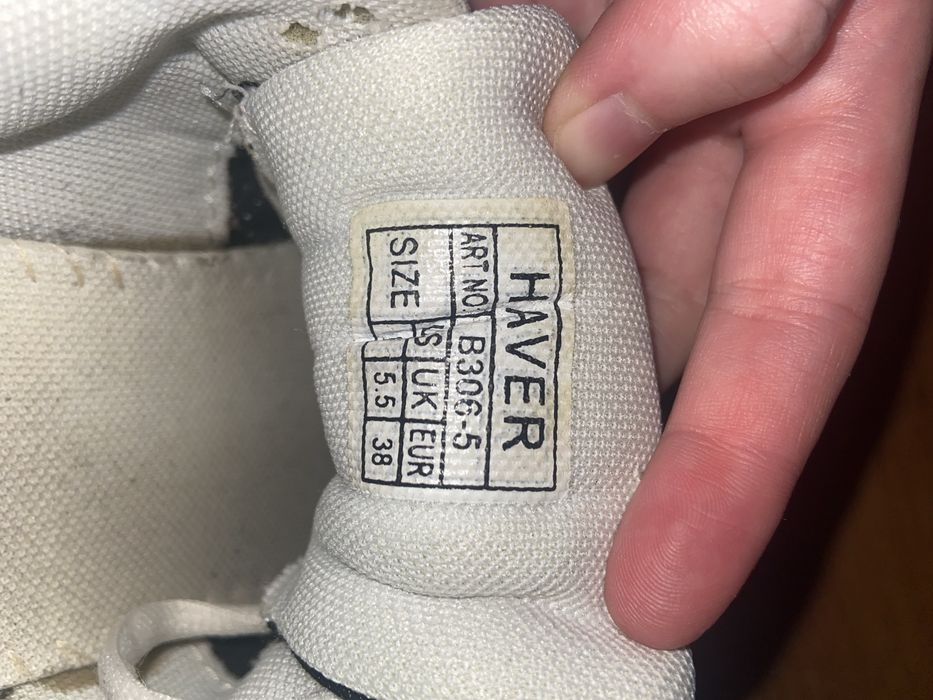 HAVER
ART NO B306-5
SIZE UK EUR
5.5 38